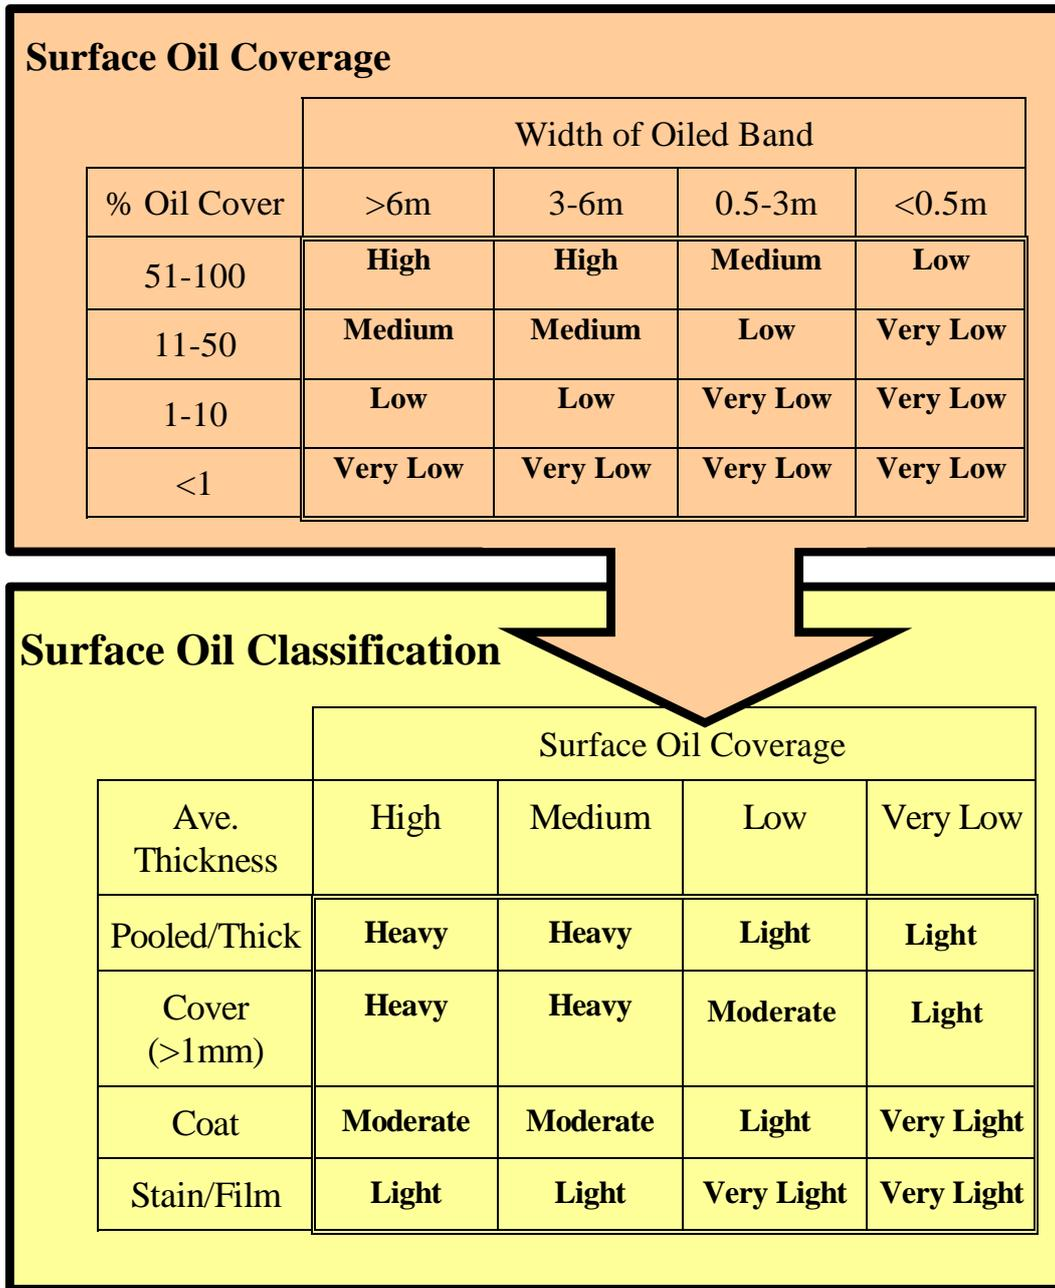 Surface Oil Coverage
Width of Oiled Band
% Oil Cover >6m 3-6m 0.5-3m <0.5m
51-100 High High Medium Low
11-50 Medium Medium Low Very Low
1-10 Low Low Very Low Very Low
<1 Very Low Very Low Very Low Very Low
Surface Oil Classification
Surface Oil Coverage
Ave.
Thickness High Medium Low Very Low
Pooled/Thick Heavy Heavy Light Light
Cover
(>1mm) Heavy Heavy Moderate Light
Coat Moderate Moderate Light Very Light
Stain/Film Light Light Very Light Very Light